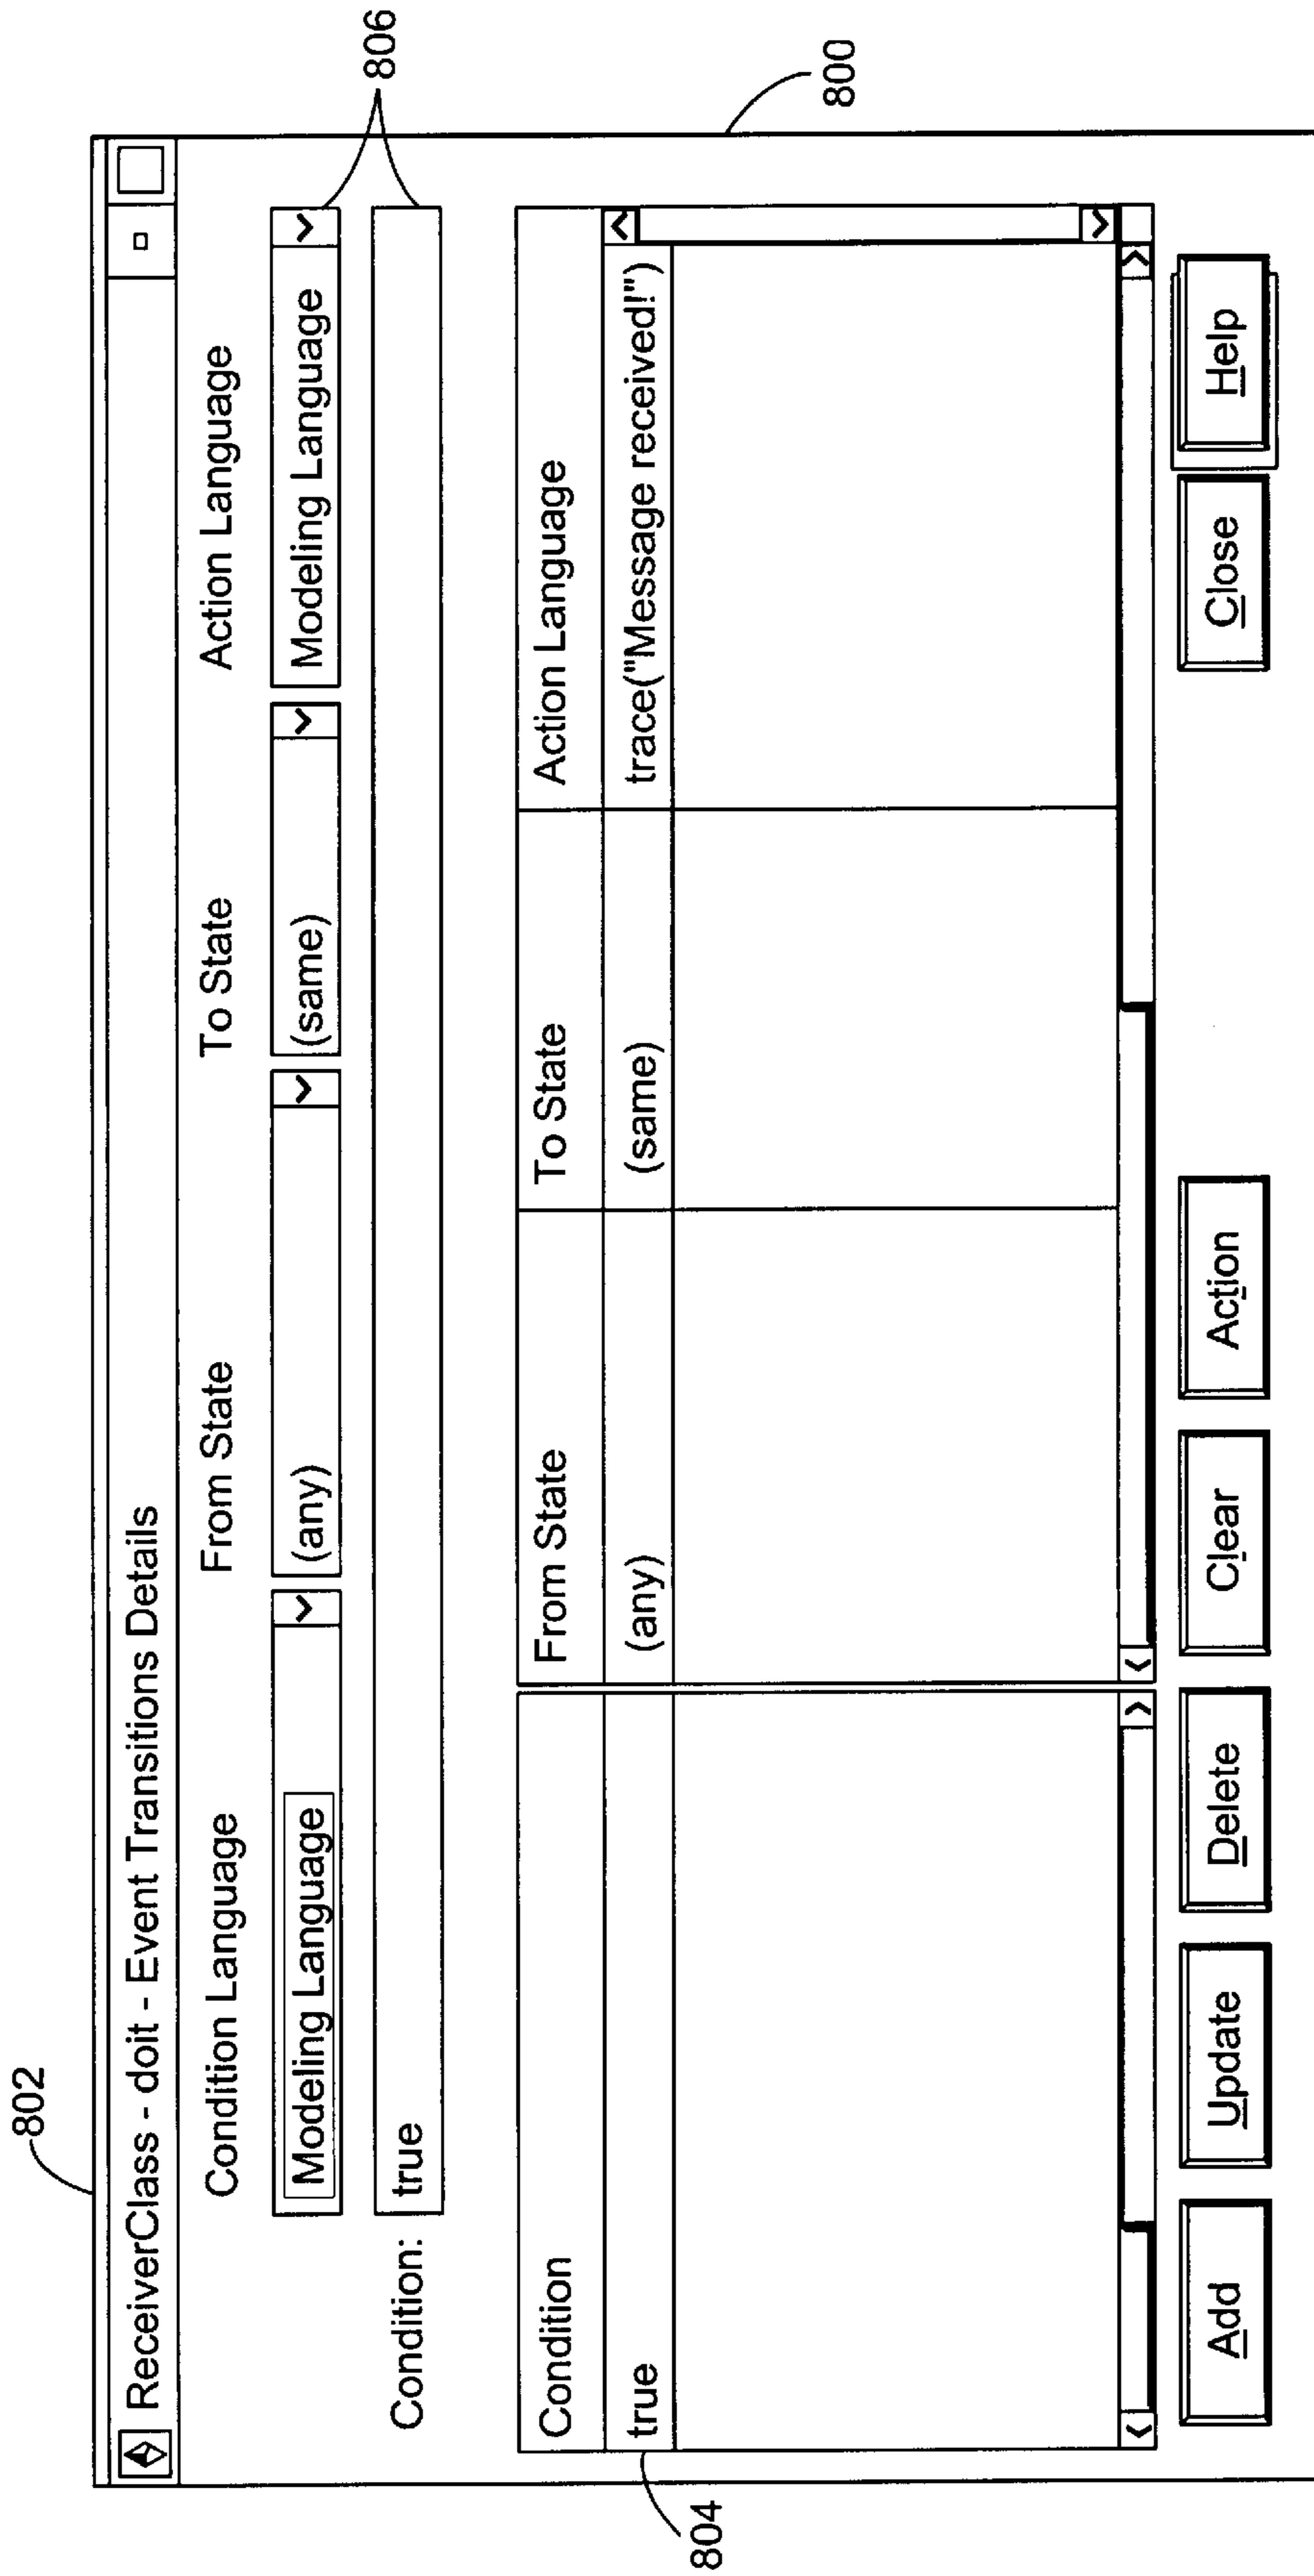 802
ReceiverClass - doit - Event Transitions Details
Condition Language From State To State Action Language
Modeling Language (any) (same) Modeling Language
806
Condition: true
Condition From State To State Action Language
804
true (any) (same) trace("Message received!")
800
Add Update Delete Clear Action Close Help